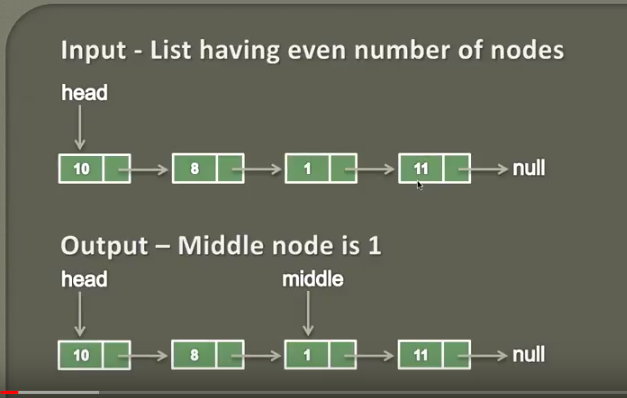 Input - List having even number of nodes
head
10 8 1 11 null
Output – Middle node is 1
head middle
10 8 1 11 null